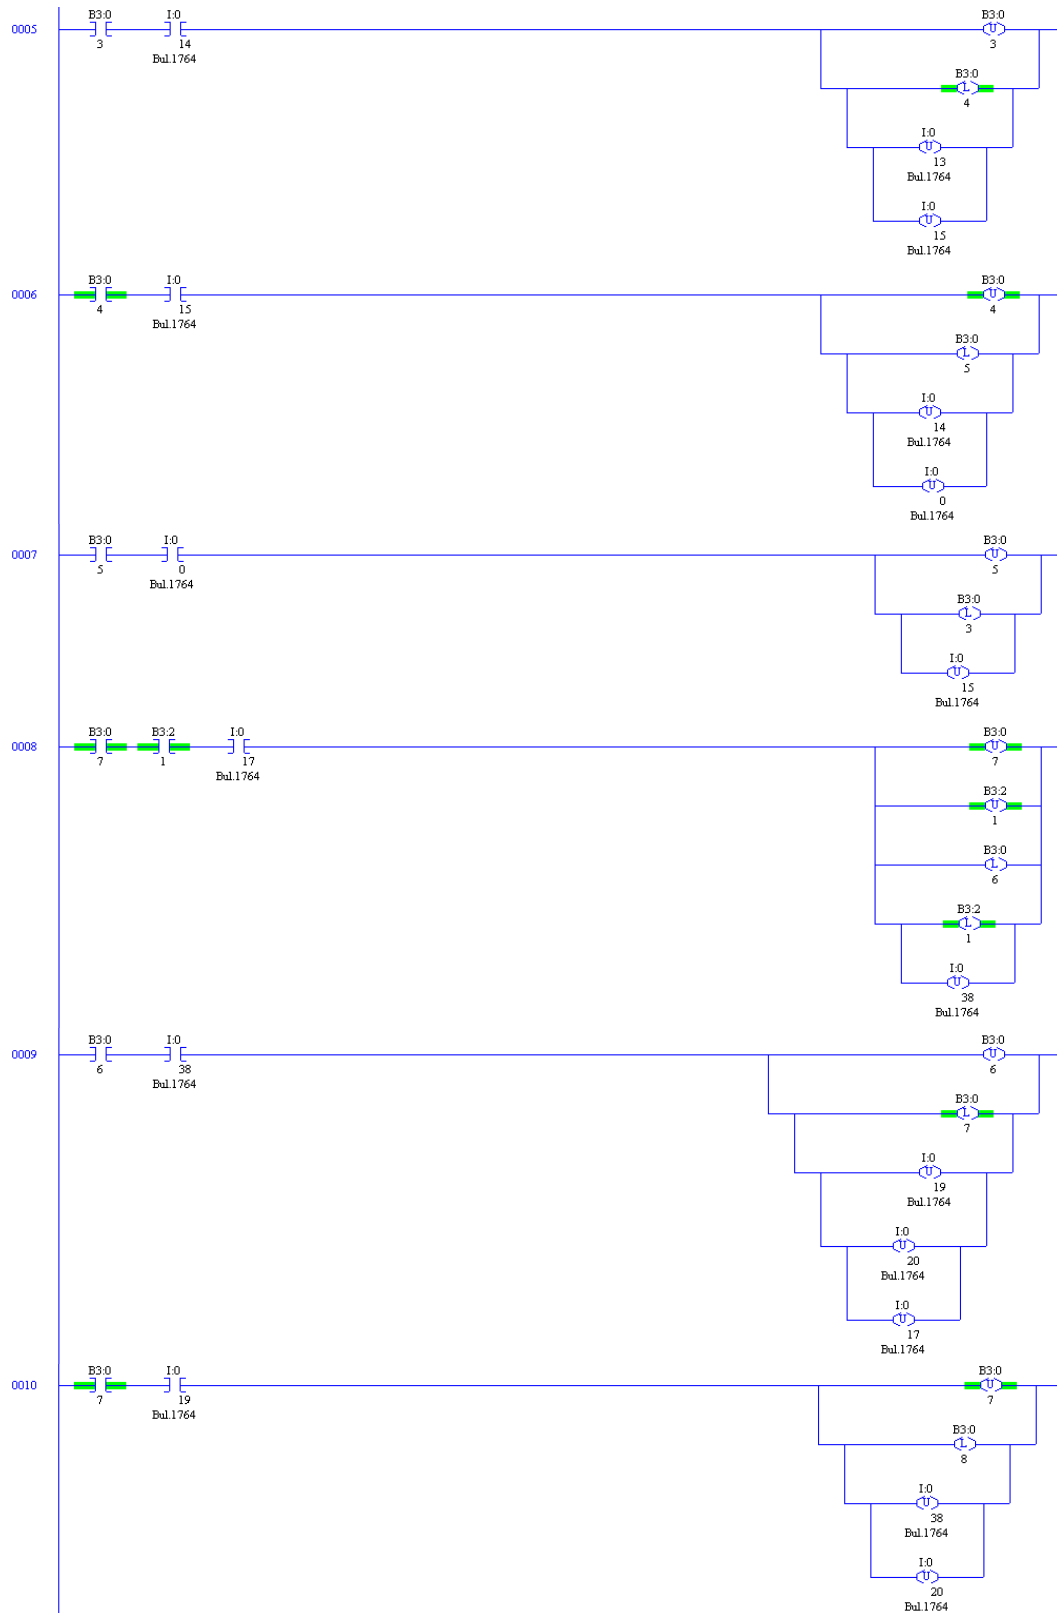 B3:0 I:0 B3:0
0005 U
3 14 3
Bul.1764
B3:0
L
4
I:0
U
13
Bul.1764
I:0
U
15
Bul.1764
B3:0 I:0 B3:0
0006 U
4 15 4
Bul.1764
B3:0
L
5
I:0
U
14
Bul.1764
I:0
U
0
Bul.1764
B3:0 I:0 B3:0
0007 U
5 0 5
Bul.1764
B3:0
L
3
I:0
U
15
Bul.1764
B3:0 B3:2 I:0 B3:0
0008 U
7 1 17 7
Bul.1764
B3:2
U
1
B3:0
L
6
B3:2
L
1
I:0
U
38
Bul.1764
B3:0 I:0 B3:0
0009 U
6 38 6
Bul.1764
B3:0
L
7
I:0
U
19
Bul.1764
I:0
U
20
Bul.1764
I:0
U
17
Bul.1764
B3:0 I:0 B3:0
0010 U
7 19 7
Bul.1764
B3:0
L
8
I:0
U
38
Bul.1764
I:0
U
20
Bul.1764